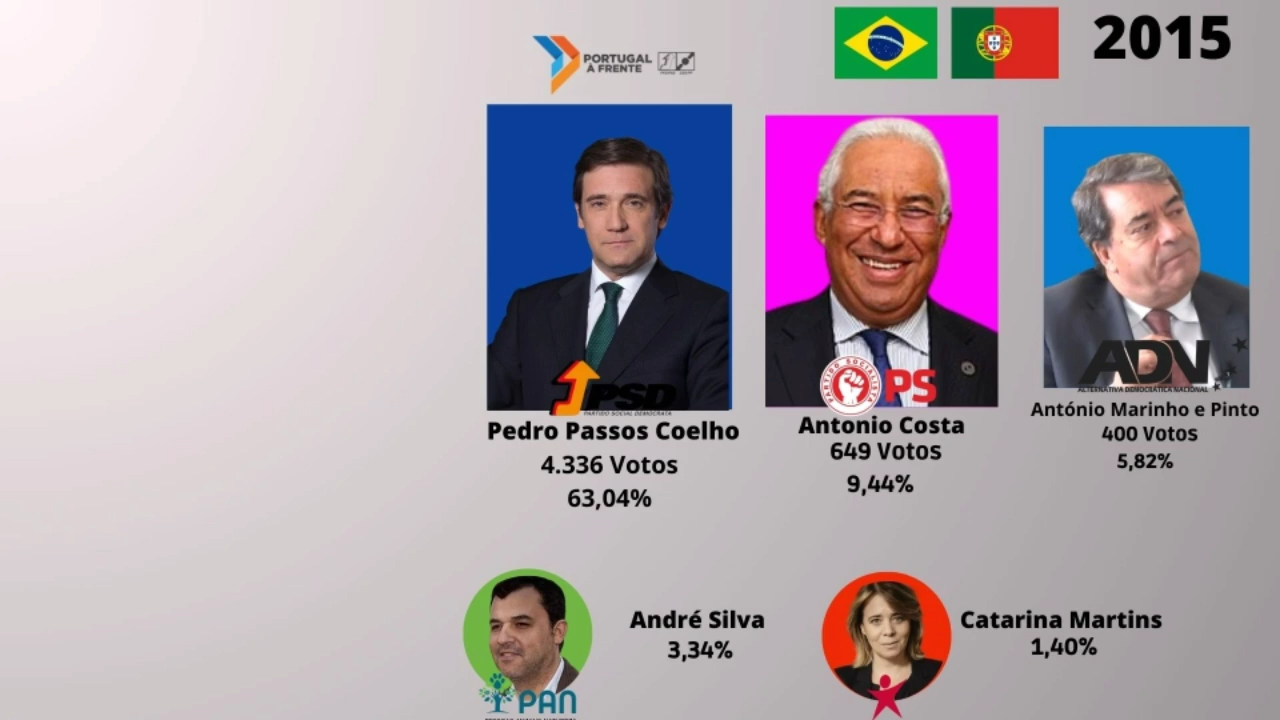 PORTUGAL
À FRENTE
2015
PSD
PARTIDO SOCIAL DEMOCRATA
Pedro Passos Coelho
4.336 Votos
63,04%
PARTIDO SOCIALISTA
PS
Antonio Costa
649 Votos
9,44%
ADN
ALTERNATIVA DEMOCRÁTICA NACIONAL
António Marinho e Pinto
400 Votos
5,82%
PAN
André Silva
3,34%
Catarina Martins
1,40%